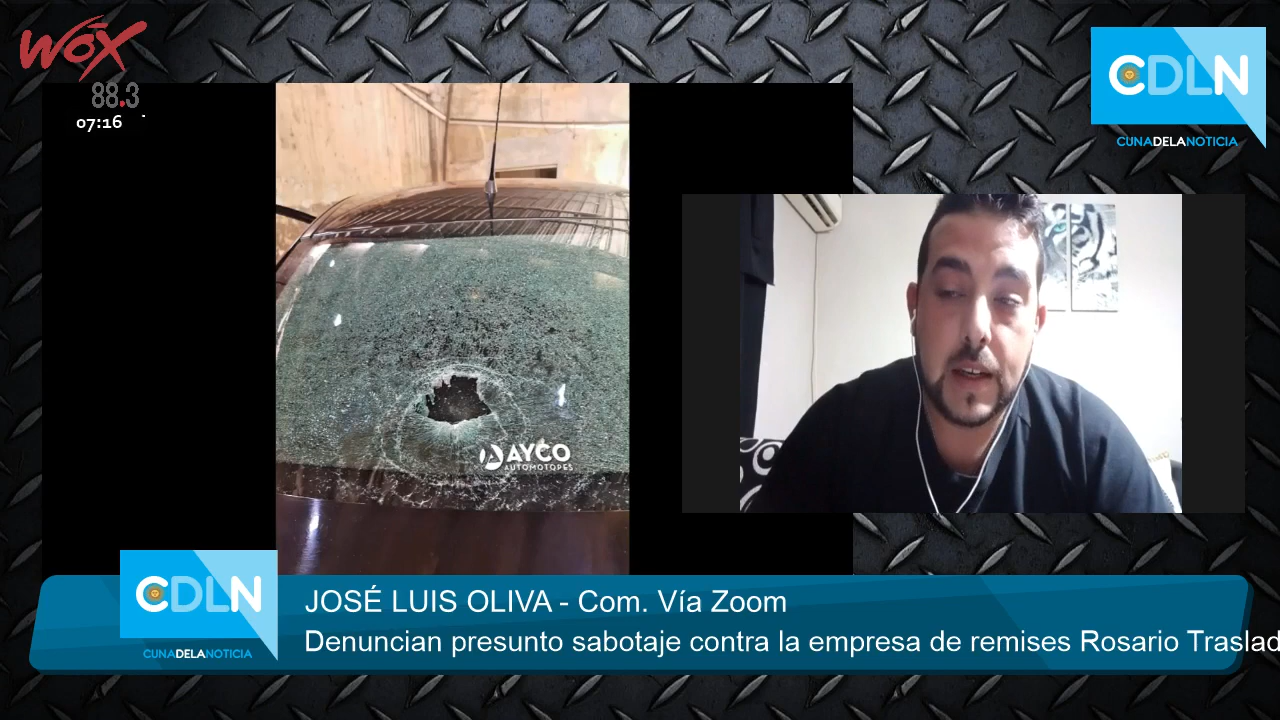 WOX
88.3
07:16
CDLN
CUNADELANOTICIA
AYCO
AUTOMOTORES
CDLN
CUNADELANOTICIA
JOSÉ LUIS OLIVA - Com. Vía Zoom
Denuncian presunto sabotaje contra la empresa de remises Rosario Traslad